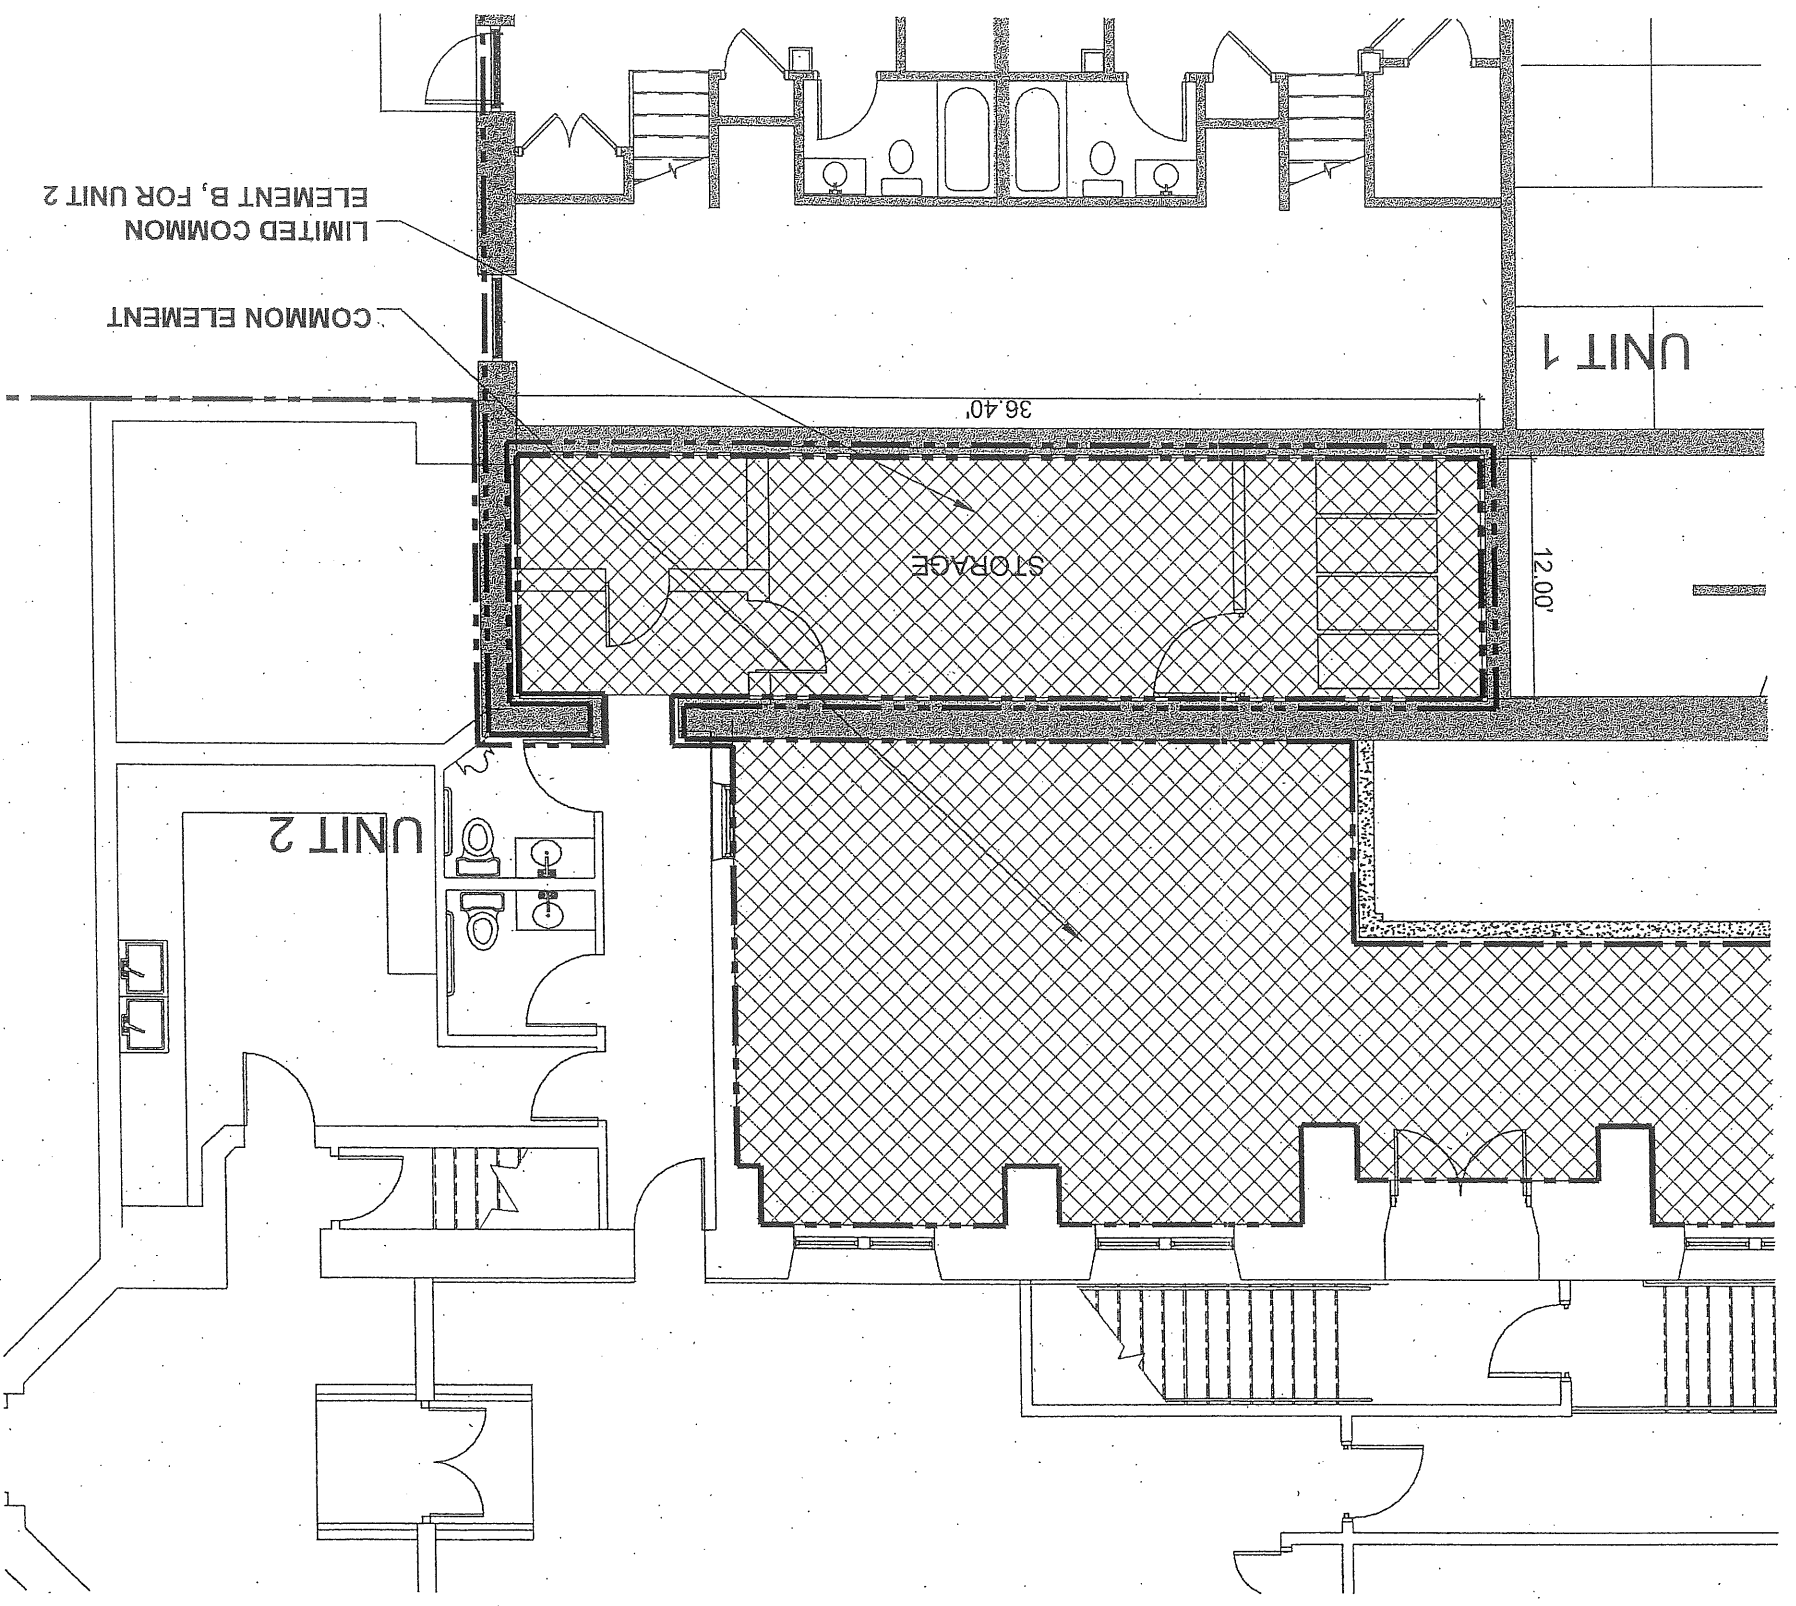 LIMITED COMMON
ELEMENT B, FOR UNIT 2
COMMON ELEMENT
UNIT 1
36.40'
STORAGE
12.00'
UNIT 2